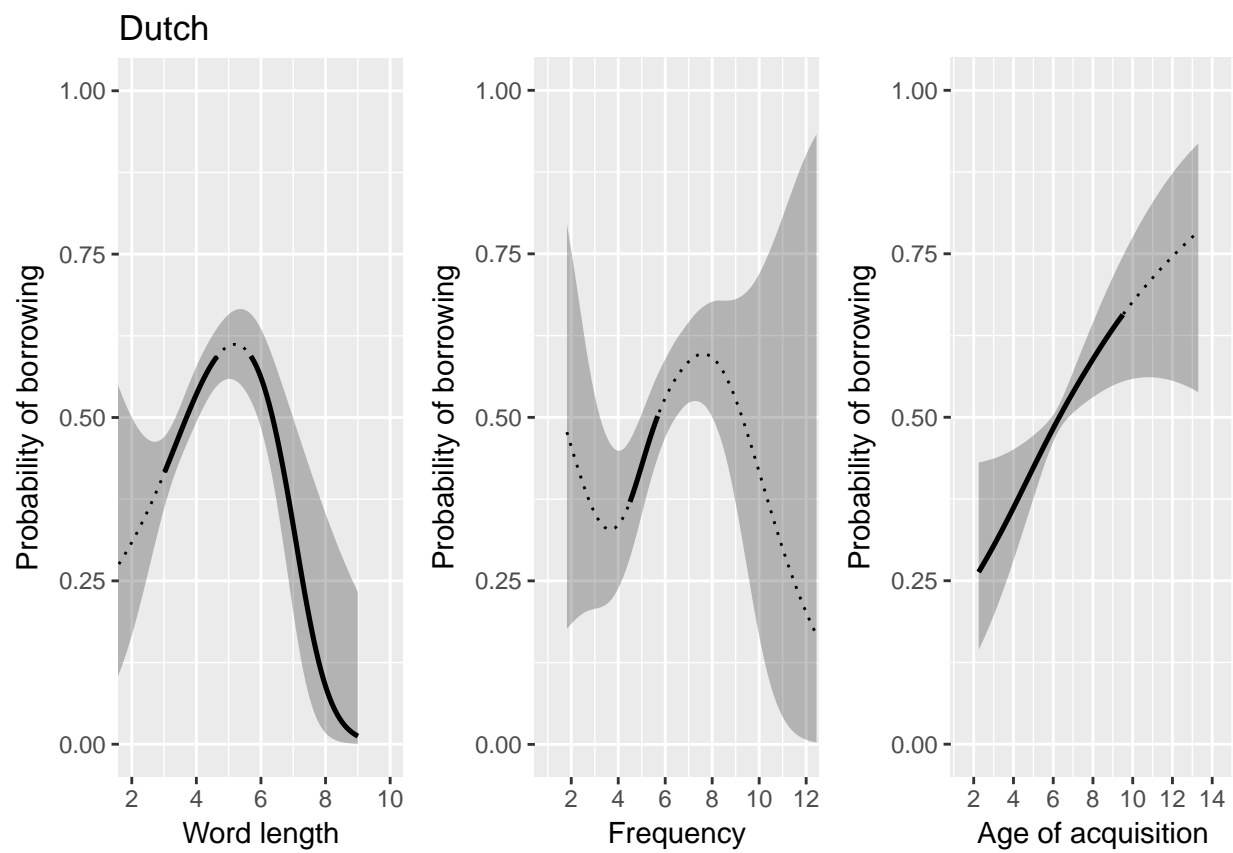 Dutch
Probability of borrowing
1.00
0.75
0.50
0.25
0.00
2 4 6 8 10
Word length
Probability of borrowing
1.00
0.75
0.50
0.25
0.00
2 4 6 8 10 12
Frequency
Probability of borrowing
1.00
0.75
0.50
0.25
0.00
2 4 6 8 10 12 14
Age of acquisition